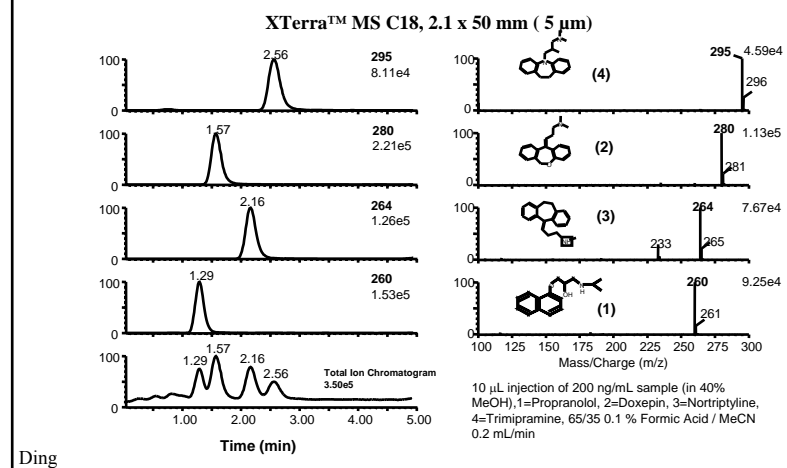 XTerra™ MS C18, 2.1 x 50 mm ( 5 µm)
100
0
2.56
295
8.11e4
100
0
1.57
280
2.21e5
100
0
2.16
264
1.26e5
100
0
1.29
260
1.53e5
100
0
1.29
1.57
2.16
2.56
Total Ion Chromatogram
3.50e5
1.00 2.00 3.00 4.00 5.00
Time (min)
100
0
N
N
(4)
295 4.59e4
296
100
0
N
O
(2)
280 1.13e5
281
100
0
NH
(3)
233
264 7.67e4
265
100
0
O
OH
N
H
(1)
260 9.25e4
261
100 125 150 175 200 225 250 275 300
Mass/Charge (m/z)
10 µL injection of 200 ng/mL sample (in 40%
MeOH),1=Propranolol, 2=Doxepin, 3=Nortriptyline,
4=Trimipramine, 65/35 0.1 % Formic Acid / MeCN
0.2 mL/min
Ding